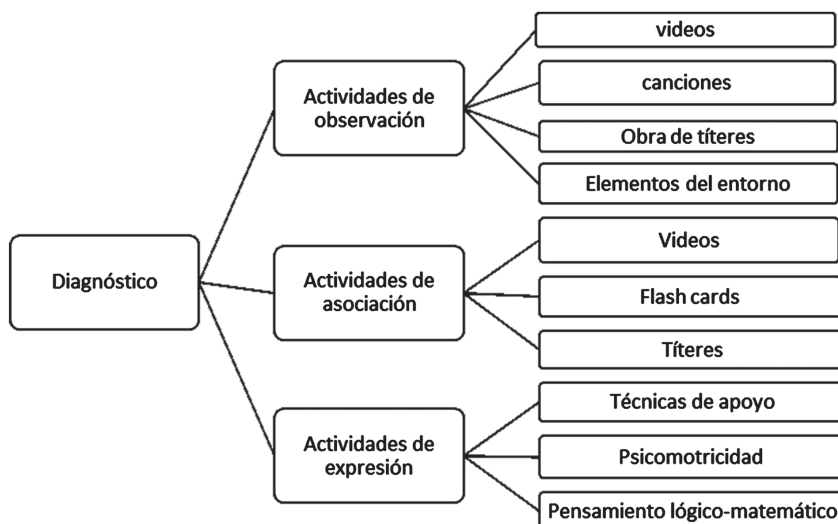 Diagnóstico
Actividades de
observación
videos
canciones
Obra de títeres
Elementos del entorno
Actividades de
asociación
Videos
Flash cards
Títeres
Actividades de
expresión
Técnicas de apoyo
Psicomotricidad
Pensamiento lógico-matemático